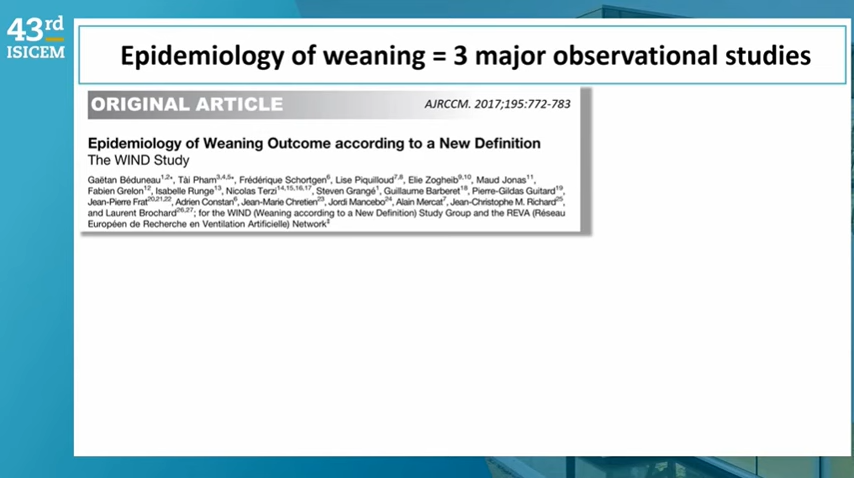 43rd
ISICEM
Epidemiology of weaning = 3 major observational studies
ORIGINAL ARTICLE
AJRCCM. 2017;195:772-783
Epidemiology of Weaning Outcome according to a New Definition
The WIND Study
Gaëtan Béduneau1,2*, Tài Pham3,4,5*, Frédérique Schortgen6, Lise Piquilloud7,8, Elie Zogheib9,10, Maud Jonas11,
Fabien Grelon12, Isabelle Runge13, Nicolas Terzi14,15,16,17, Steven Grangé1, Guillaume Barberet18, Pierre-Gildas Guitard19,
Jean-Pierre Frat20,21,22, Adrien Constan6, Jean-Marie Chretien23, Jordi Mancebo24, Alain Mercat7, Jean-Christophe M. Richard25,
and Laurent Brochard26,27; for the WIND (Weaning according to a New Definition) Study Group and the REVA (Réseau
Européen de Recherche en Ventilation Artificielle) Network‡